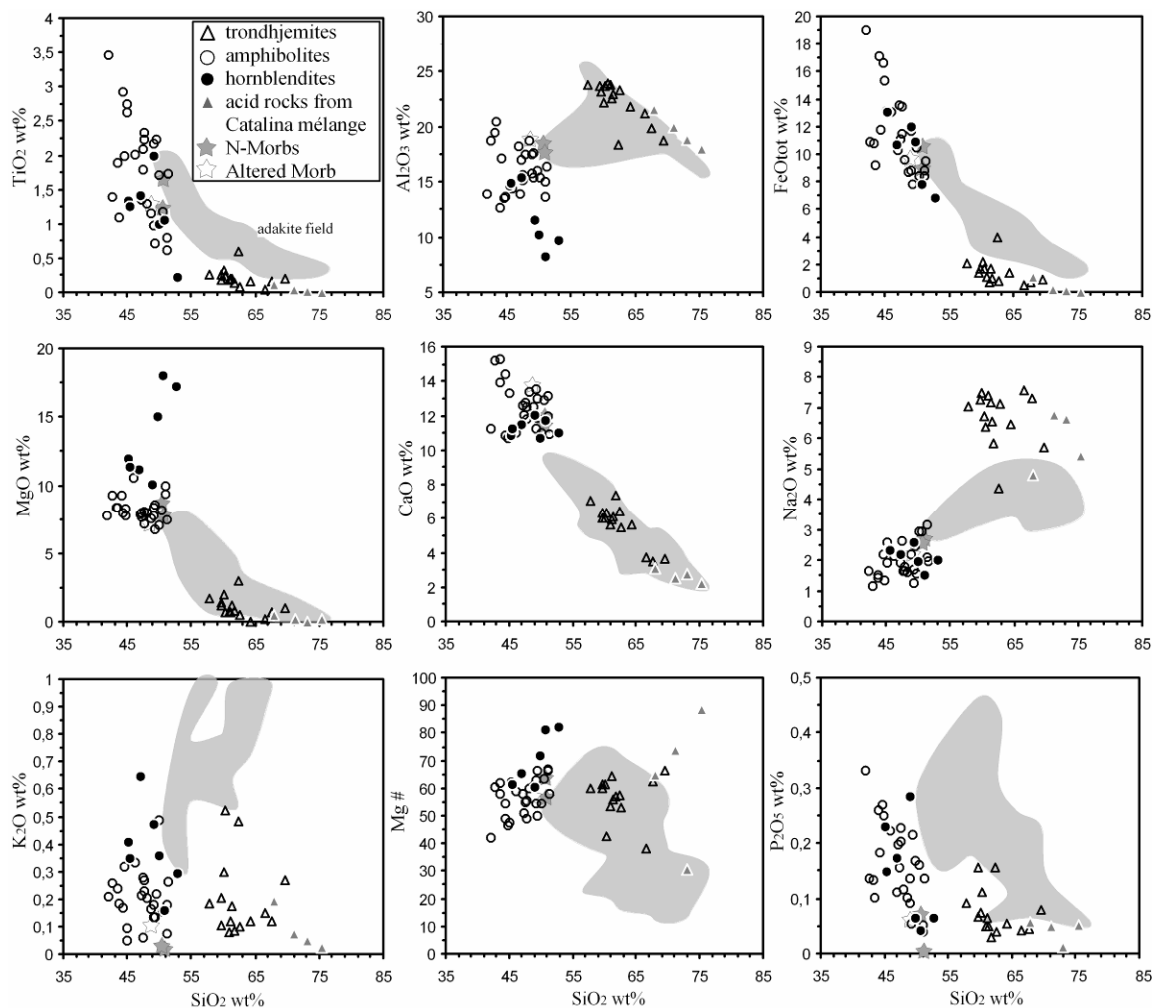 4
3,5
3
2,5
2
1,5
1
0,5
0
TiO2 wt%
35 45 55 65 75 85
trondhjemites
amphibolites
hornblendites
acid rocks from
Catalina mélange
N-Morbs
Altered Morb
adakite field
30
25
20
15
10
5
Al2O3 wt%
35 45 55 65 75 85
20
18
16
14
12
10
8
6
4
2
0
FeOtot wt%
35 45 55 65 75 85
20
15
10
5
0
MgO wt%
35 45 55 65 75 85
16
14
12
10
8
6
4
2
0
CaO wt%
35 45 55 65 75 85
9
8
7
6
5
4
3
2
1
0
Na2O wt%
35 45 55 65 75 85
1
0,9
0,8
0,7
0,6
0,5
0,4
0,3
0,2
0,1
0
K2O wt%
35 45 55 65 75 85
SiO2 wt%
100
90
80
70
60
50
40
30
20
10
0
Mg #
35 45 55 65 75 85
SiO2 wt%
0,5
0,4
0,3
0,2
0,1
0
P2O5 wt%
35 45 55 65 75 85
SiO2 wt%